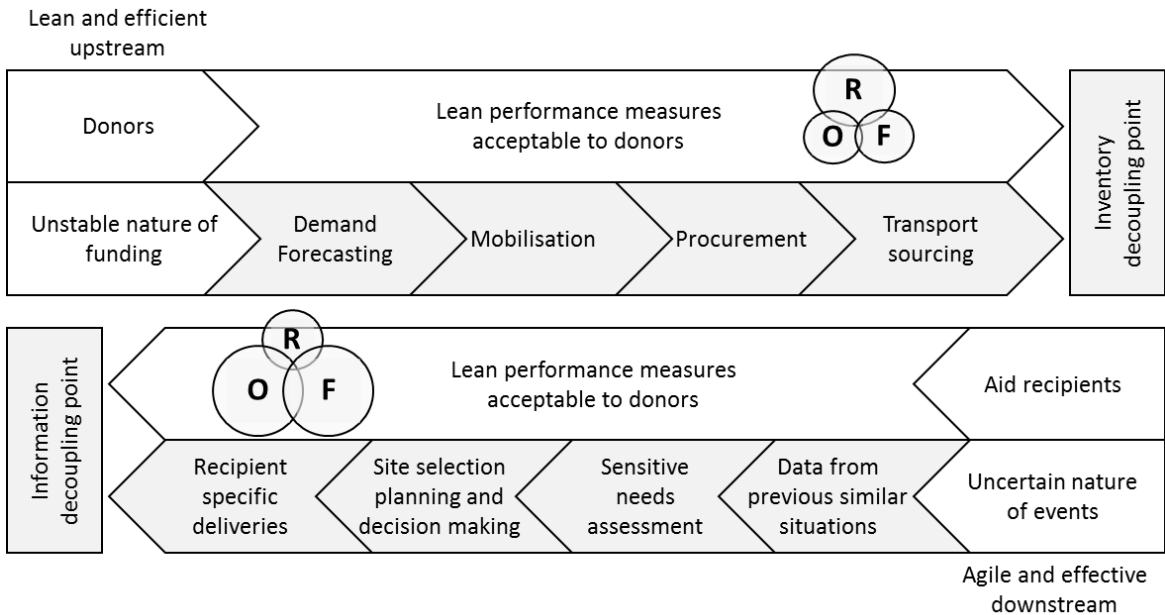 Lean and efficient
upstream
Donors
Lean performance measures
acceptable to donors
R
O
F
Inventory
decoupling point
Unstable nature of
funding
Demand
Forecasting
Mobilisation
Procurement
Transport
sourcing
Information
decoupling point
R
O
F
Lean performance measures
acceptable to donors
Aid recipients
Recipient
specific
deliveries
Site selection
planning and
decision making
Sensitive
needs
assessment
Data from
previous similar
situations
Uncertain nature
of events
Agile and effective
downstream